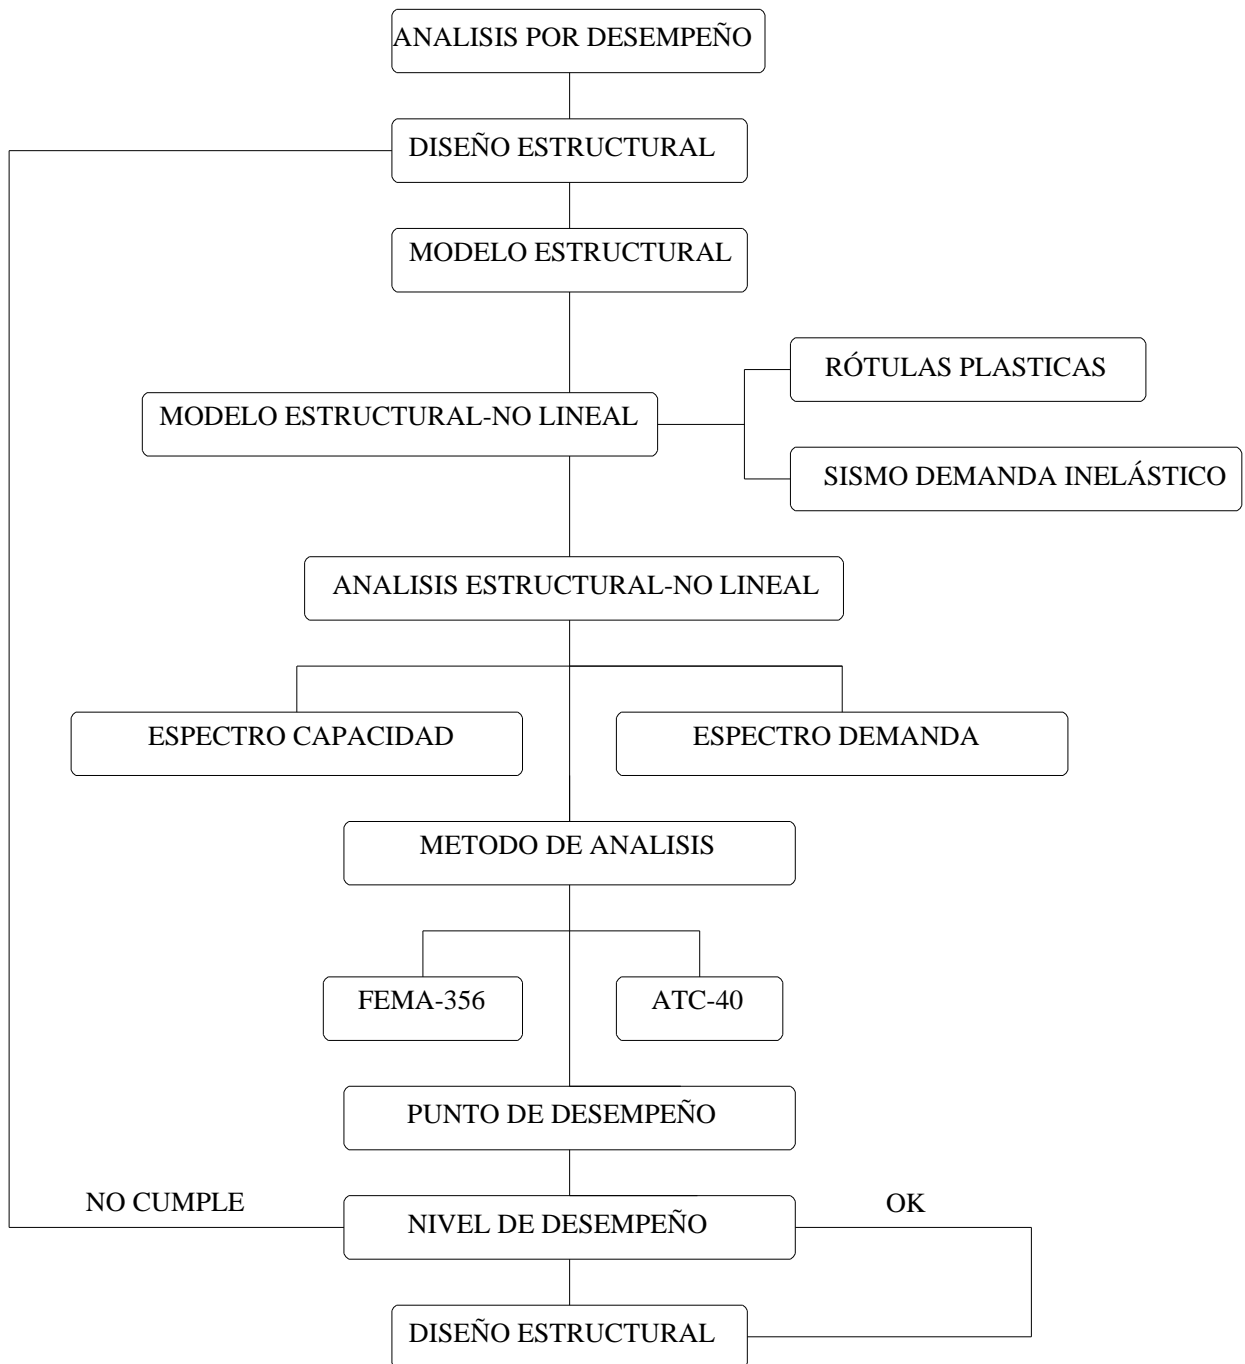 ANALISIS POR DESEMPEÑO
DISEÑO ESTRUCTURAL
MODELO ESTRUCTURAL
RÓTULAS PLASTICAS
MODELO ESTRUCTURAL-NO LINEAL
SISMO DEMANDA INELÁSTICO
ANALISIS ESTRUCTURAL-NO LINEAL
ESPECTRO CAPACIDAD
ESPECTRO DEMANDA
METODO DE ANALISIS
FEMA-356
ATC-40
PUNTO DE DESEMPEÑO
NO CUMPLE
OK
NIVEL DE DESEMPEÑO
DISEÑO ESTRUCTURAL